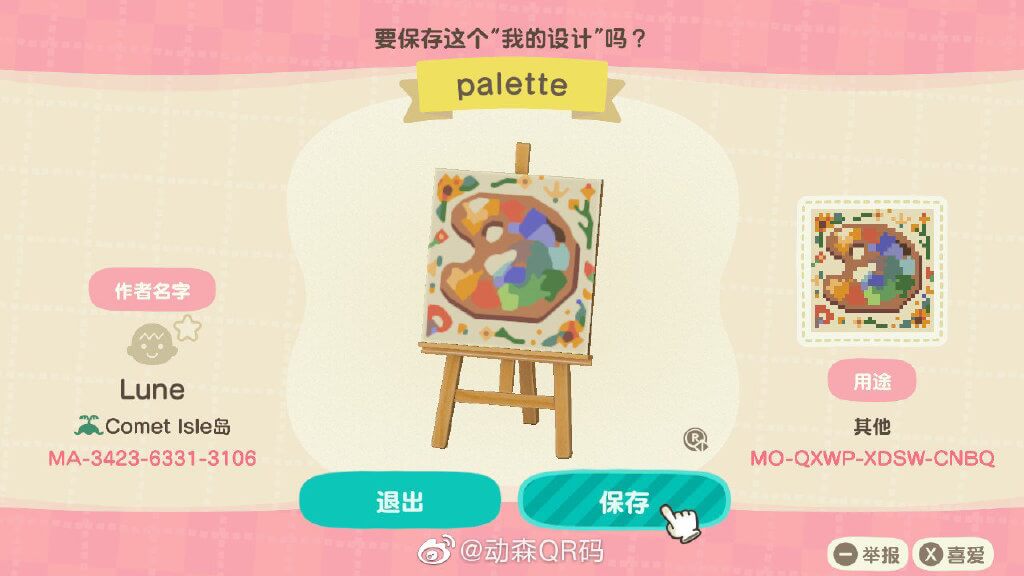 要保存这个“我的设计”吗？
palette
作者名字
Lune
Comet Isle岛
MA-3423-6331-3106
用途
其他
MO-QXWP-XDSW-CNBQ
R
退出
保存
@动森QR码
举报
X喜爱